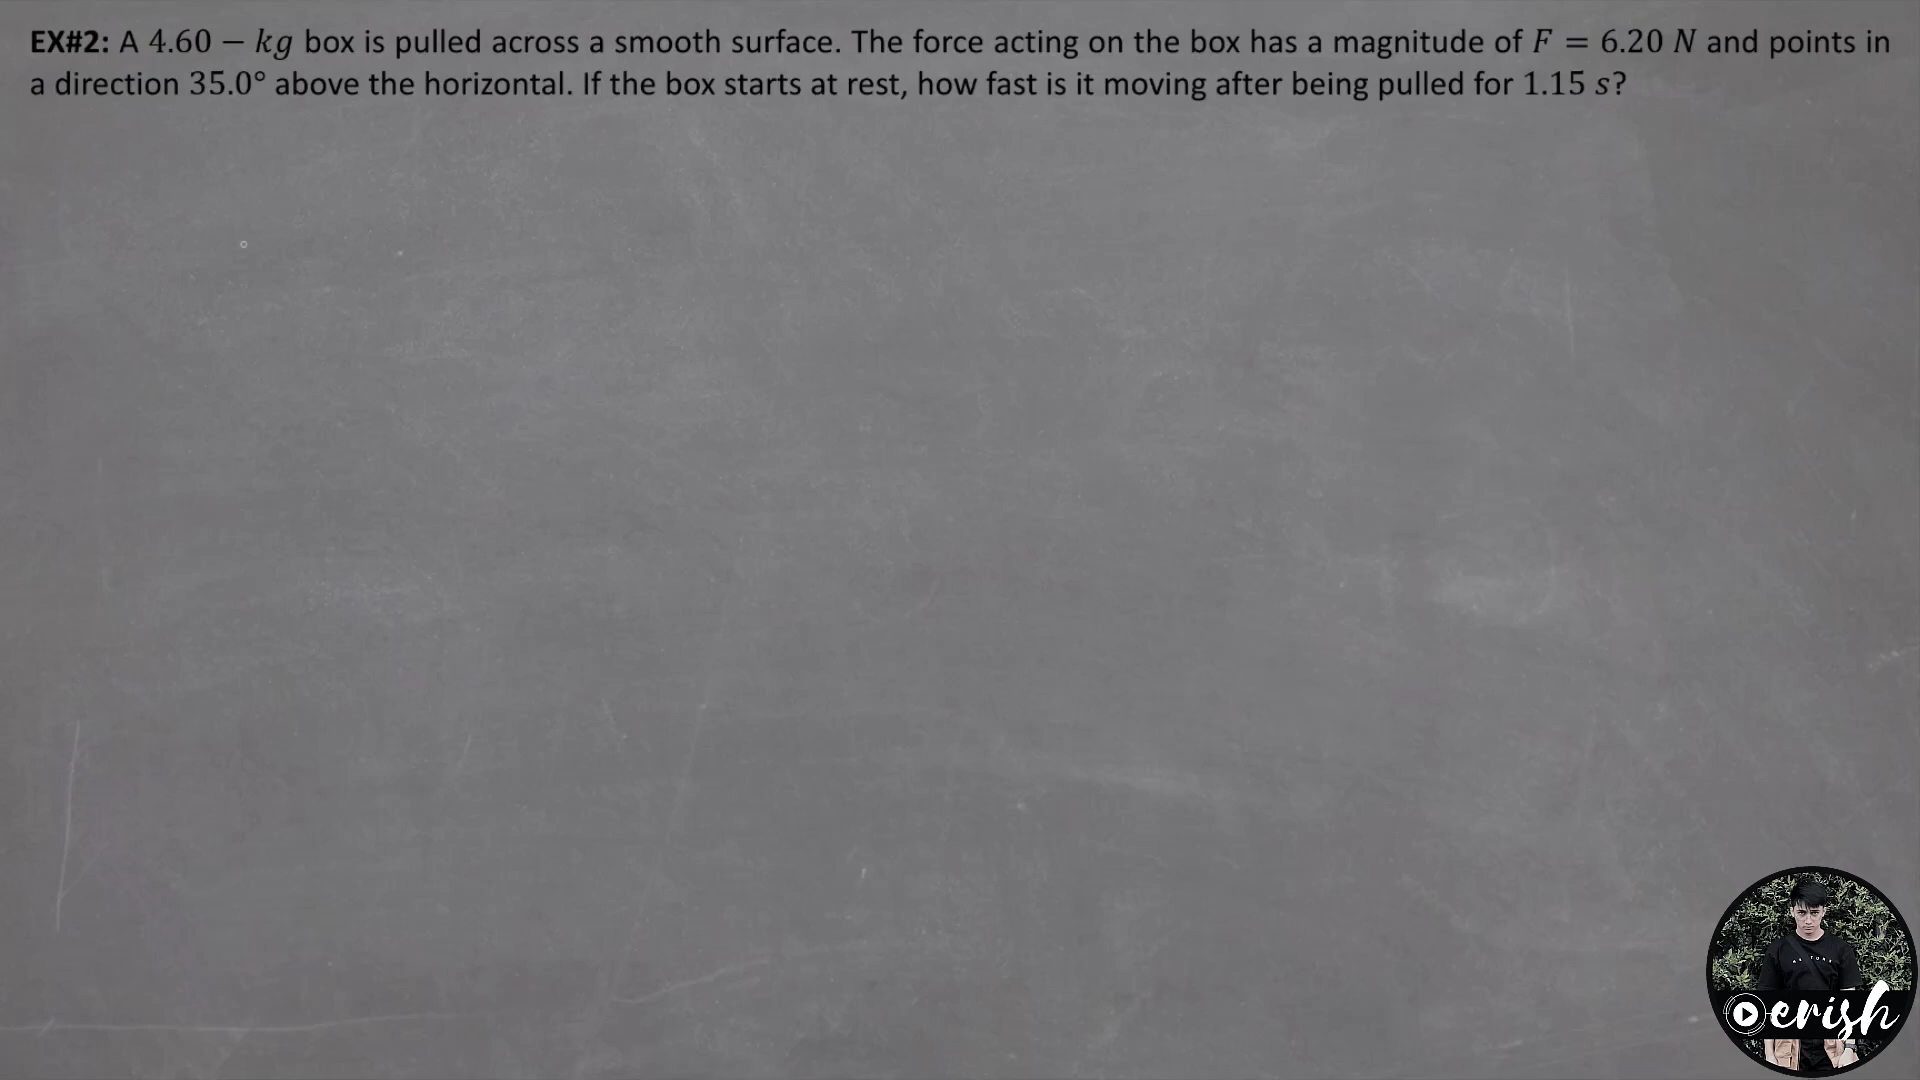 EX#2: A 4.60 − kg box is pulled across a smooth surface. The force acting on the box has a magnitude of F = 6.20 N and points in
a direction 35.0° above the horizontal. If the box starts at rest, how fast is it moving after being pulled for 1.15 s?
erish